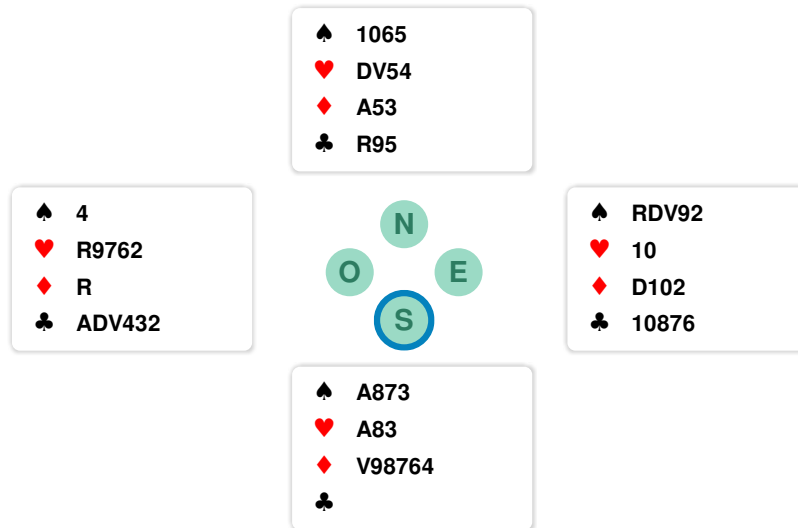 ♠ 1065
♥ DV54
♦ A53
♣ R95
♠ 4
♥ R9762
♦ R
♣ ADV432
N
O E
S
♠ RDV92
♥ 10
♦ D102
♣ 10876
♠ A873
♥ A83
♦ V98764
♣